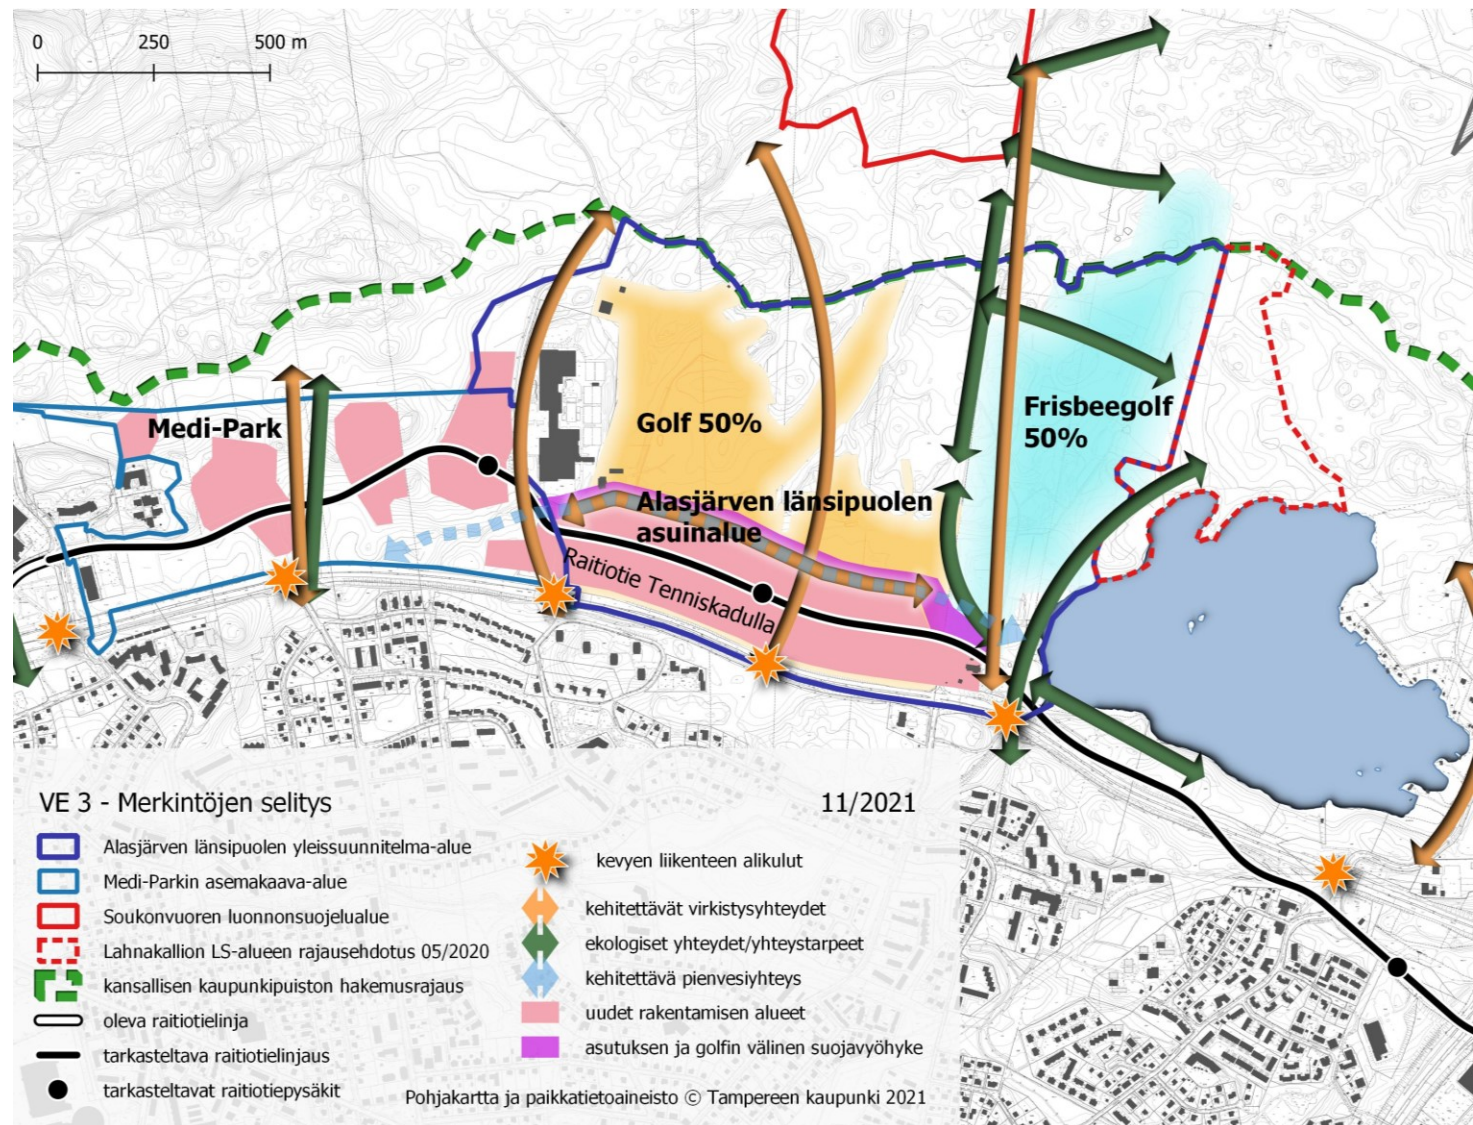 0 250 500 m
Medi-Park
Golf 50%
Frisbeegolf
50%
Alasjärven länsipuolen
asuinalue
Raitiotie Tenniskadulla
VE 3 - Merkintöjen selitys
11/2021
Alasjärven länsipuolen yleissuunnitelma-alue
Medi-Parkin asemakaava-alue
Soukonvuoren luonnonsuojelualue
Lahnakallion LS-alueen rajausehdotus 05/2020
kansallisen kaupunkipuiston hakemusrajaus
oleva raitiotielinja
tarkasteltava raitiotielinjaus
tarkasteltavat raitiotiepysäkit
kevyen liikenteen alikulut
kehitettävät virkistysyhteydet
ekologiset yhteydet/yhteystarpeet
kehitettävä pienvesiyhteys
uudet rakentamisen alueet
asutuksen ja golfin välinen suojavyöhyke
Pohjakartta ja paikkatietoaineisto © Tampereen kaupunki 2021